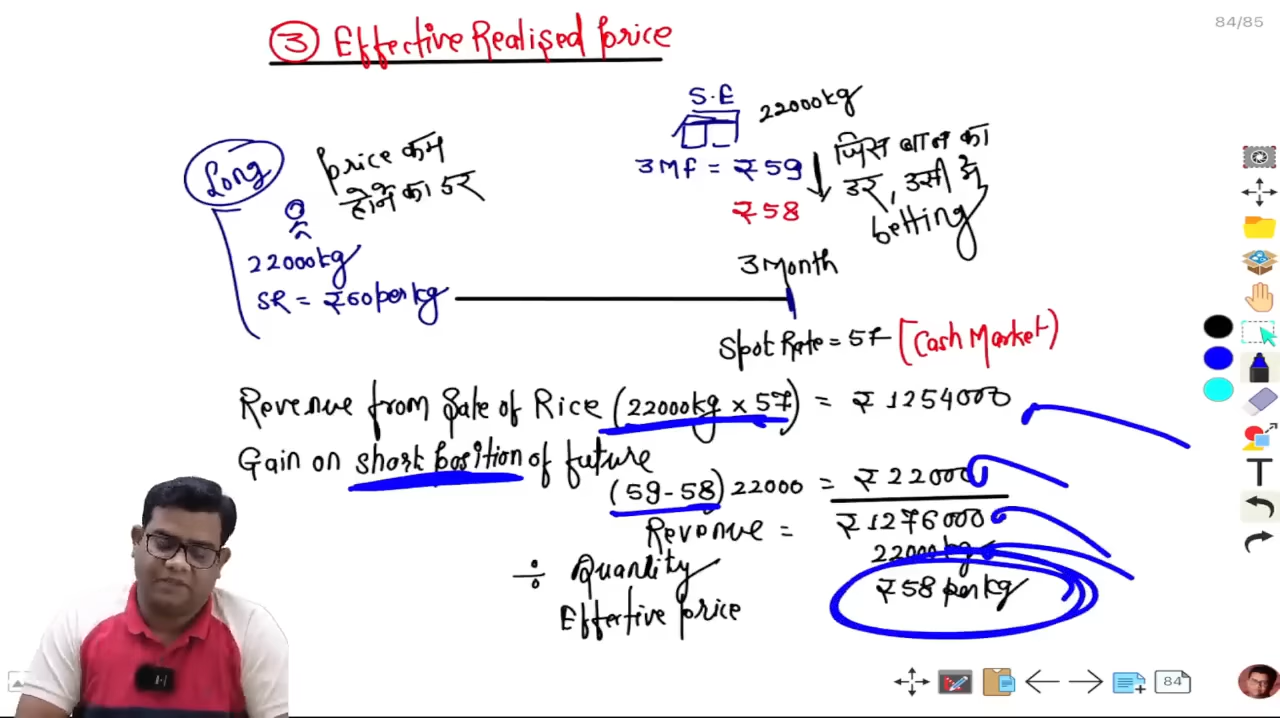 84/85
③ Effective Realised Price
S.E
22000kg
Long
price कम
होने का डर
3Mf = ₹59
₹58
जिस बात का
डर, उसी में
betting
22000kg
SR = ₹60 per kg
3 Month
Spot Rate = 57 [Cash Market]
Revenue from Sale of Rice (22000kg × 57) = ₹1254000
Gain on short position of future
(59-58) 22000 = ₹22000
Revenue = ₹1276000
÷ Quantity 22000kg
Effective price ₹58 per kg
84